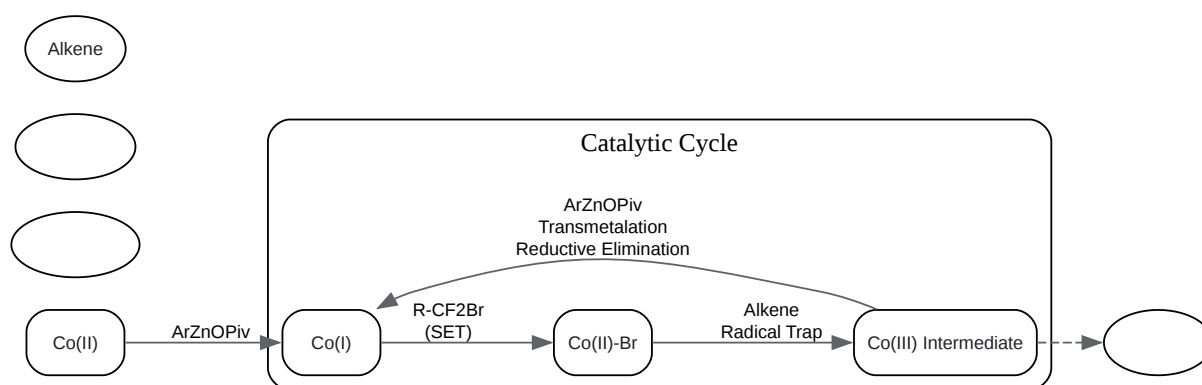 Alkene
Catalytic Cycle
ArZnOPiv
Transmetalation
Reductive Elimination
Co(II)
ArZnOPiv
Co(I)
R-CF2Br
(SET)
Co(II)-Br
Alkene
Radical Trap
Co(III) Intermediate